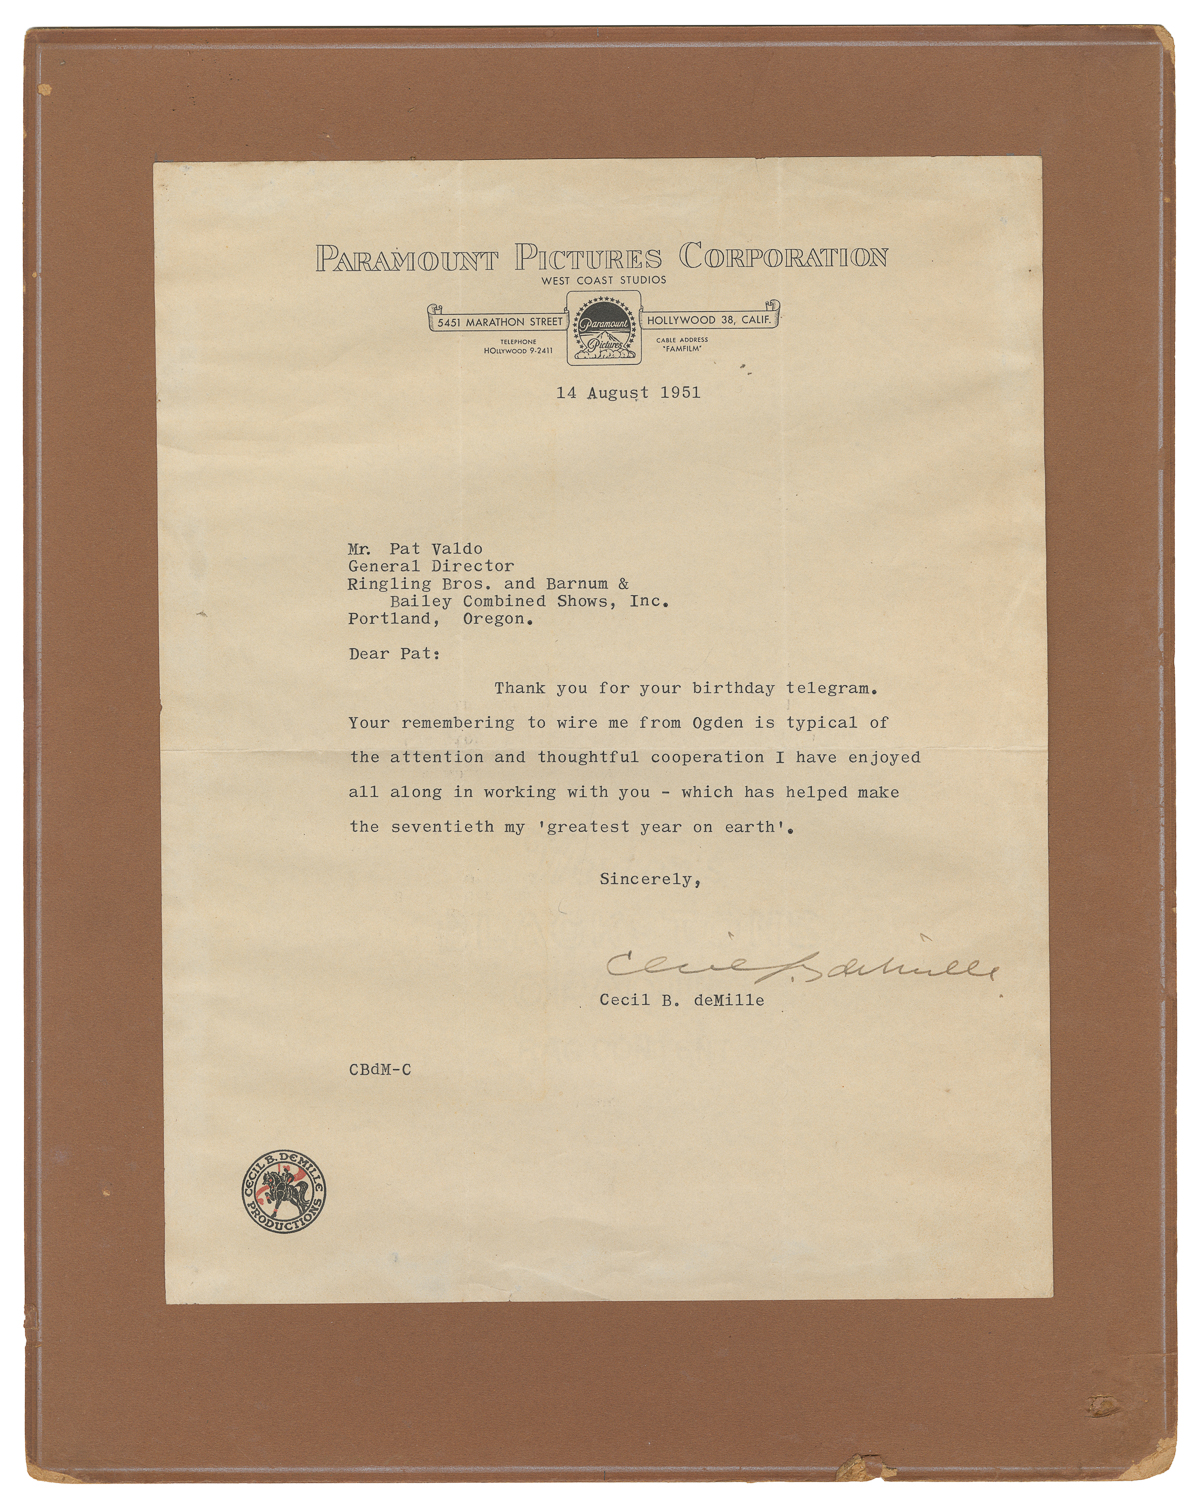 PARAMOUNT PICTURES CORPORATION
WEST COAST STUDIOS
5451 MARATHON STREET
HOLLYWOOD 38, CALIF.
Paramount
Pictures
TELEPHONE
HOLLYWOOD 9-2411
CABLE ADDRESS
"FAMFILM"
14 August 1951
Mr. Pat Valdo
General Director
Ringling Bros. and Barnum &
Bailey Combined Shows, Inc.
Portland, Oregon.
Dear Pat:
Thank you for your birthday telegram.
Your remembering to wire me from Ogden is typical of
the attention and thoughtful cooperation I have enjoyed
all along in working with you - which has helped make
the seventieth my 'greatest year on earth'.
Sincerely,
Cecil B deMille
Cecil B. deMille
CBdM-C
CECIL B. DEMILLE
PRODUCTIONS